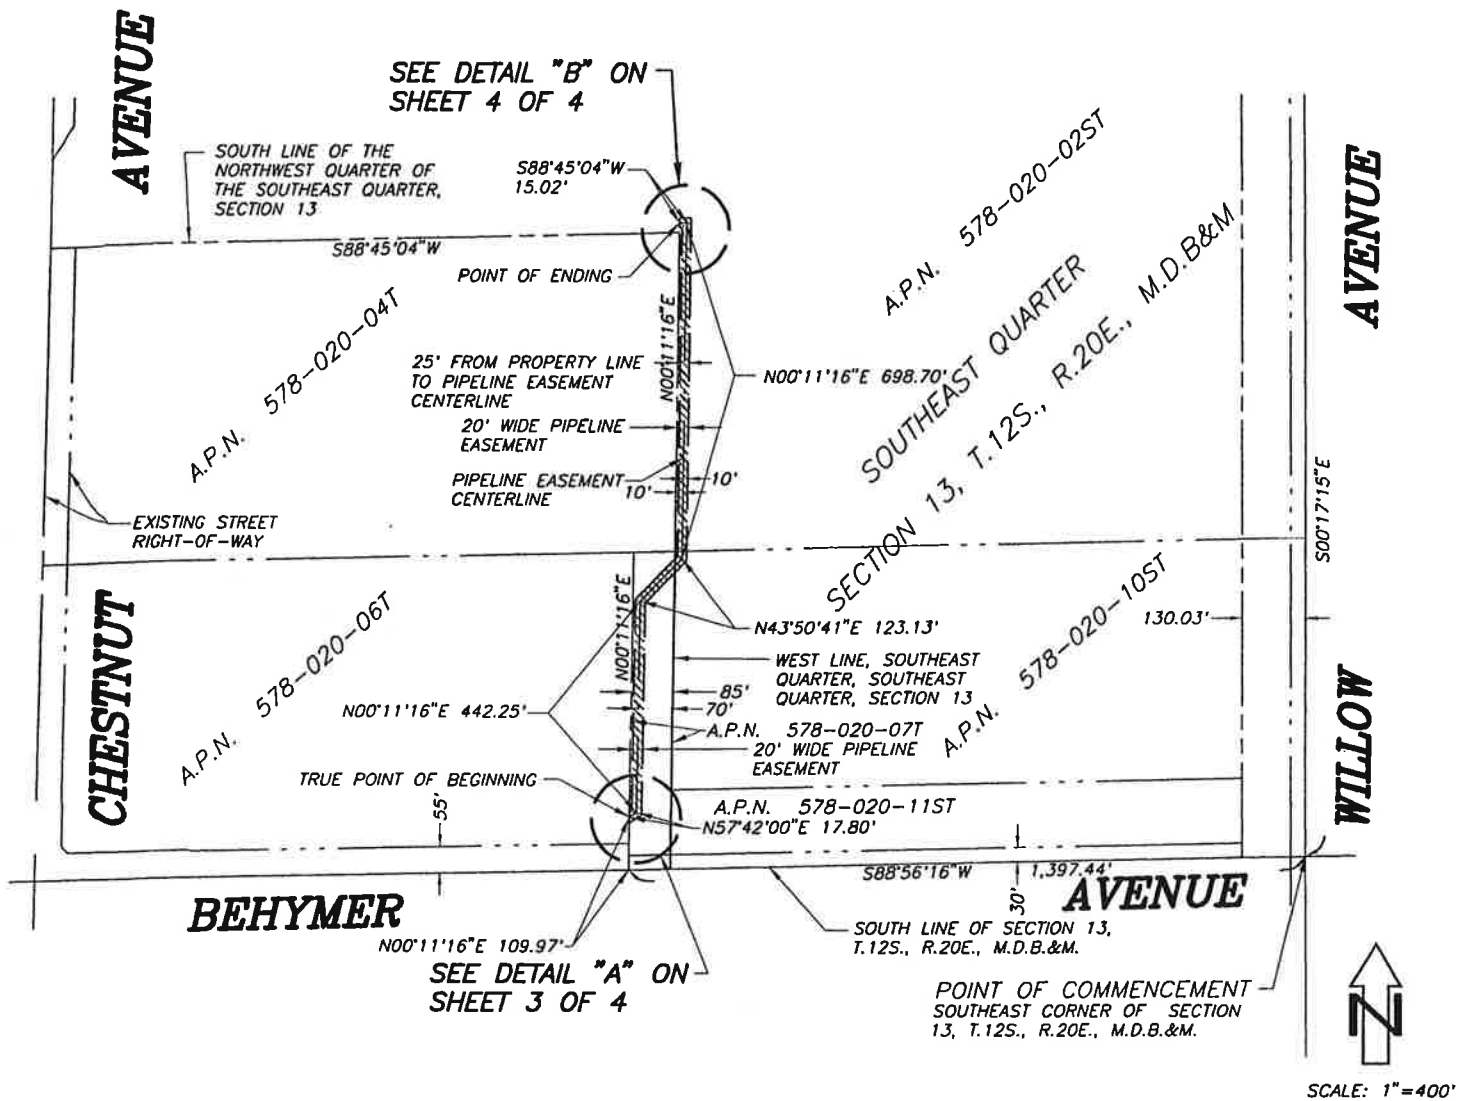 AVENUE
SEE DETAIL "B" ON
SHEET 4 OF 4
SOUTH LINE OF THE
NORTHWEST QUARTER OF
THE SOUTHEAST QUARTER,
SECTION 13
S88°45'04"W
15.02'
A.P.N. 578-020-02ST
AVENUE
S88°45'04"W
POINT OF ENDING
A.P.N. 578-020-04T
N00°11'16"E
SOUTHEAST QUARTER
SECTION 13, T.12S., R.20E., M.D.B&M
25' FROM PROPERTY LINE
TO PIPELINE EASEMENT
CENTERLINE
N00°11'16"E 698.70'
20' WIDE PIPELINE
EASEMENT
PIPELINE EASEMENT
CENTERLINE
10'
10'
EXISTING STREET
RIGHT-OF-WAY
S00°17'15"E
CHESTNUT
A.P.N. 578-020-06T
N00°11'16"E
N43°50'41"E 123.13'
A.P.N. 578-020-10ST
130.03'
WEST LINE, SOUTHEAST
QUARTER, SOUTHEAST
QUARTER, SECTION 13
85'
70'
N00°11'16"E 442.25'
A.P.N. 578-020-07T
20' WIDE PIPELINE
EASEMENT
WILLOW
TRUE POINT OF BEGINNING
55'
A.P.N. 578-020-11ST
N57°42'00"E 17.80'
S88°56'16"W 1,397.44'
30'
BEHYMER
AVENUE
N00°11'16"E 109.97'
SOUTH LINE OF SECTION 13,
T.12S., R.20E., M.D.B.&M.
SEE DETAIL "A" ON
SHEET 3 OF 4
POINT OF COMMENCEMENT
SOUTHEAST CORNER OF SECTION
13, T.12S., R.20E., M.D.B.&M.
N
SCALE: 1"=400'